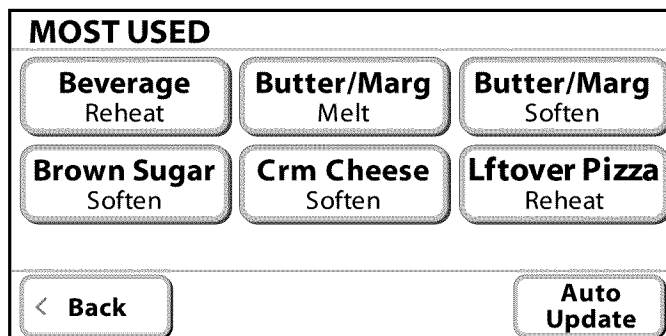 MOST USED
Beverage
Reheat
Butter/Marg
Melt
Butter/Marg
Soften
Brown Sugar
Soften
Crm Cheese
Soften
Lftover Pizza
Reheat
< Back
Auto
Update